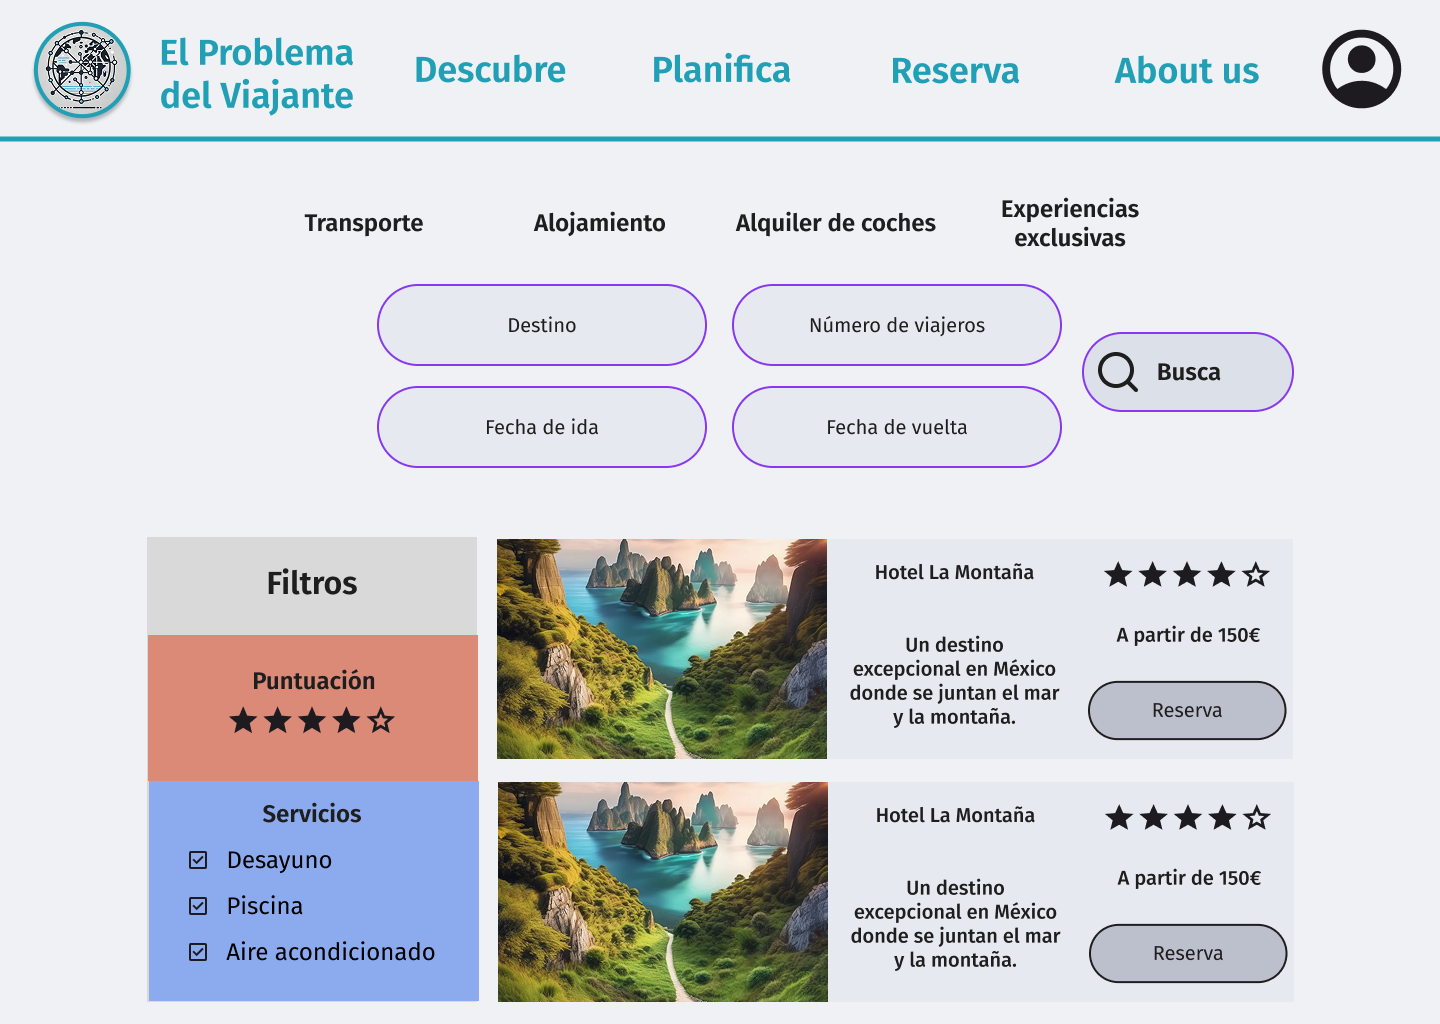 El Problema
del Viajante
Descubre
Planifica
Reserva
About us
Transporte
Alojamiento
Alquiler de coches
Experiencias
exclusivas
Destino
Número de viajeros
Busca
Fecha de ida
Fecha de vuelta
Filtros
Puntuación
Servicios
Desayuno
Piscina
Aire acondicionado
Hotel La Montaña
Un destino
excepcional en México
donde se juntan el mar
y la montaña.
A partir de 150€
Reserva
Hotel La Montaña
Un destino
excepcional en México
donde se juntan el mar
y la montaña.
A partir de 150€
Reserva